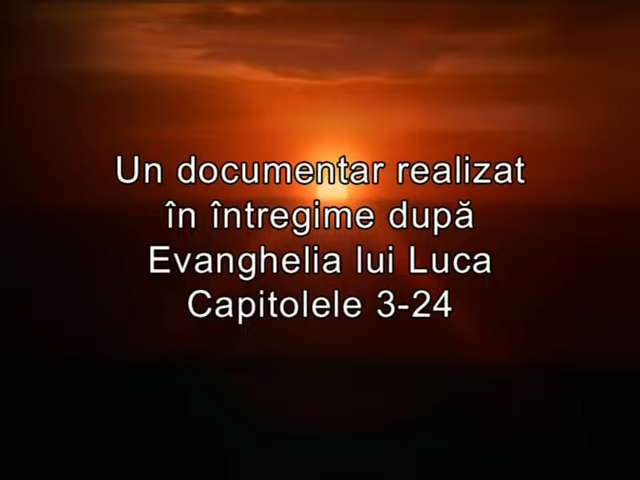 Un documentar realizat
în întregime după
Evanghelia lui Luca
Capitolele 3-24